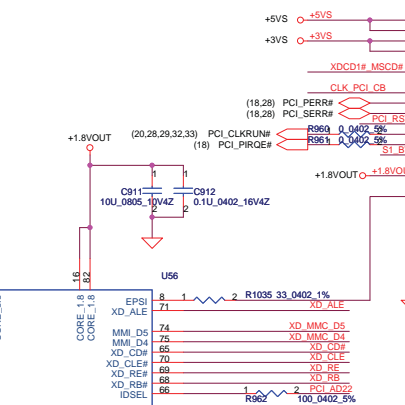 +5VS +5VS
+3VS +3VS
XDCD1#_MSCD#
CLK_PCI_CB
(18,28) PCI_PERR#
(18,28) PCI_SERR#
PCI_RS
(20,28,29,32,33) PCI_CLKRUN# R960 0_0402_5%
(18) PCI_PIRQE# R961 0_0402_5%
S1_B
+1.8VOUT
+1.8VOUT +1.8VOU
1 1
C911 C912
10U_0805_10V4Z 0.1U_0402_16V4Z
2 2
16 82
U56
CORE_1.8
CORE_1.8
EPSI 8 1 2 R1035 33_0402_1%
XD_ALE 71 XD_ALE
MMI_D5 74 XD_MMC_D5
MMI_D4 75 XD_MMC_D4
XD_CD# 65 XD_CD#
XD_CLE# 70 XD_CLE
XD_RE# 69 XD_RE
XD_RB# 68 XD_RB
IDSEL 66 1 2 PCI_AD22
R962 100_0402_5%